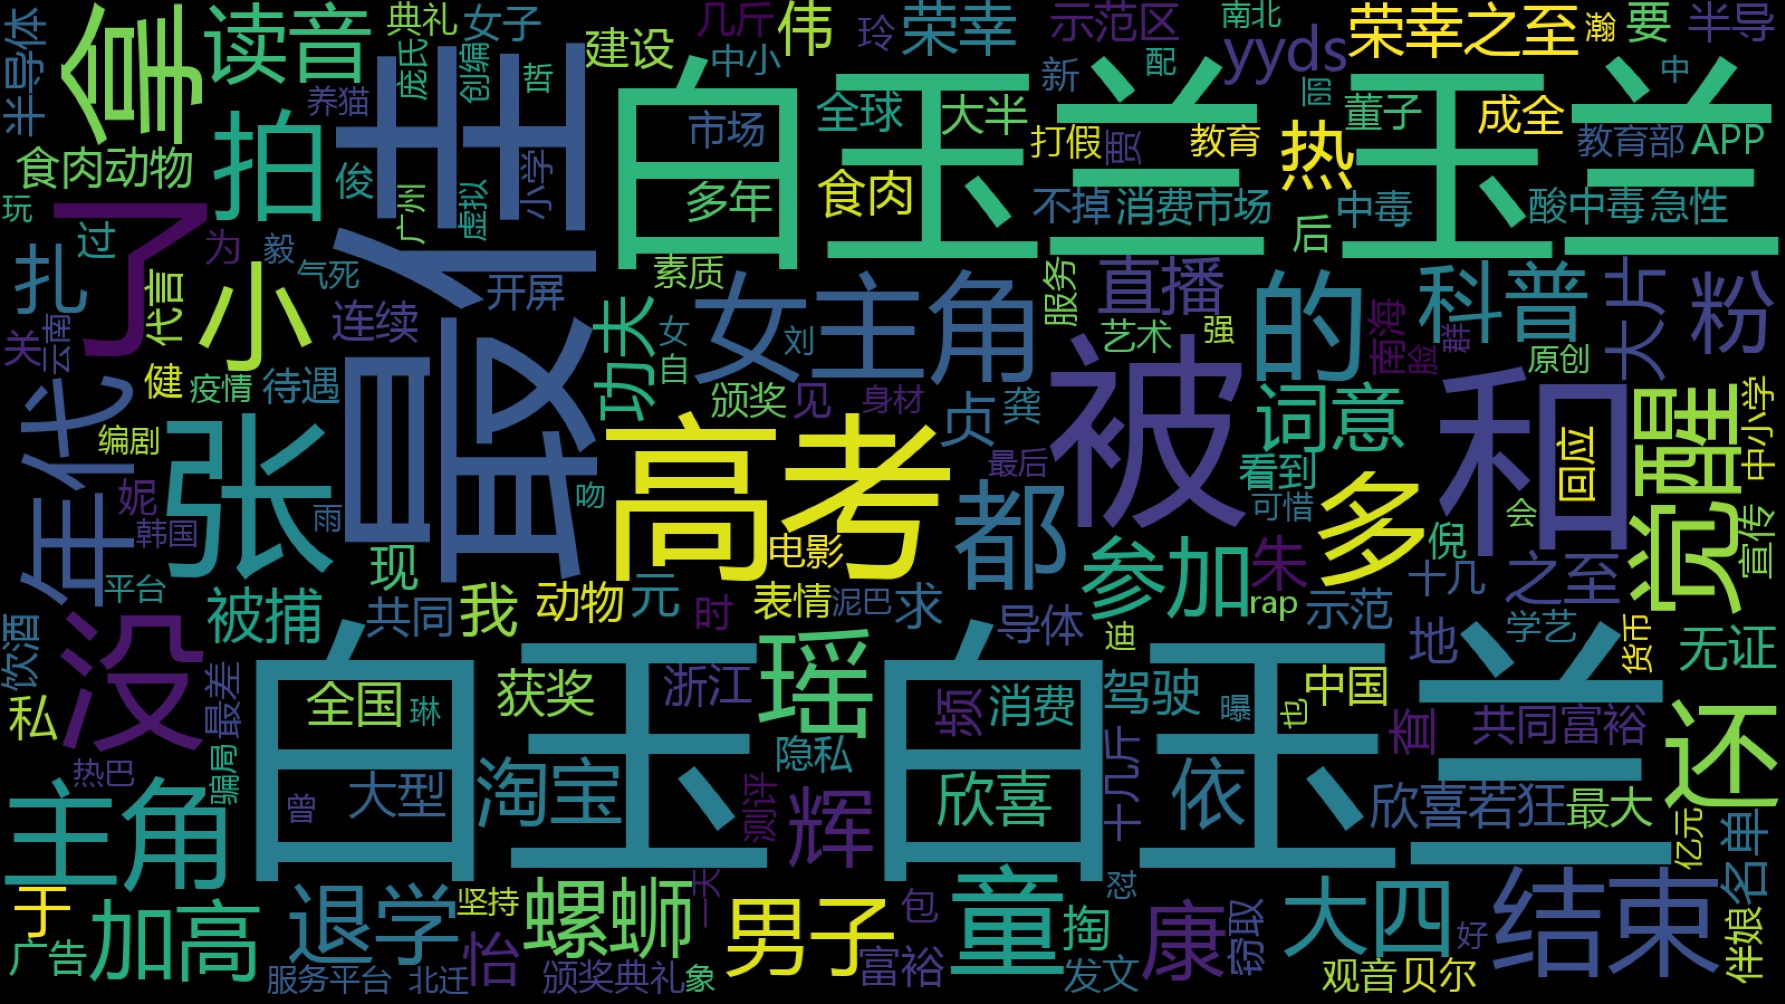 半导体
拿
读音
典礼
女子
几斤
伟
玲
荣幸
示范区
南北
荣幸之至
瀚
要
半导
庞氏
创编
哲
建设
中小
yyds
新
配
中
养猫
最佳
白玉
玉兰
玉兰
市场
全球
大半
打假
教育
热
董子
成全
教育部
APP
食肉动物
拍
俊
小学
多年
食肉
不掉
消费市场
中毒
酸中毒
急性
玩
了
过
为
毅
广州
虚拟
后
扎
代言
小
气死
开屏
素质
女主角
服务
直播
的
科普
大片
粉
关
云南
连续
功夫
女
刘
艺术
强
南海
原创
年代
健
疫情
待遇
自
颁奖
见
身材
贞
龚
被
词意
和
觉醒
中小学
编剧
张
高考
最后
看到
回应
妮
韩国
雨
吻
都
可惜
多
会
倪
宣传
平台
现
电影
参加
朱
十几
之至
没
被捕
共同
我
动物
元
时
表情
泥巴
求
导体
rap
示范
迪
地
学艺
货币
无证
饮酒
私
最差
白玉
全国
琳
获奖
浙江
瑶
白玉兰
频
消费
驾驶
曝
也
中国
查
共同富裕
还
热巴
骗局
曾
大型
淘宝
隐私
测评
辉
欣喜
十几斤
依
欣喜若狂
最大
亿元
名单
主角
于
加高
退学
坚持
螺蛳
一天
男子
包
童
怼
掏
康
窃取
大四
好
结束
伴娘
广告
服务平台
北迁
怡
颁奖典礼
象
富裕
发文
观音
贝尔